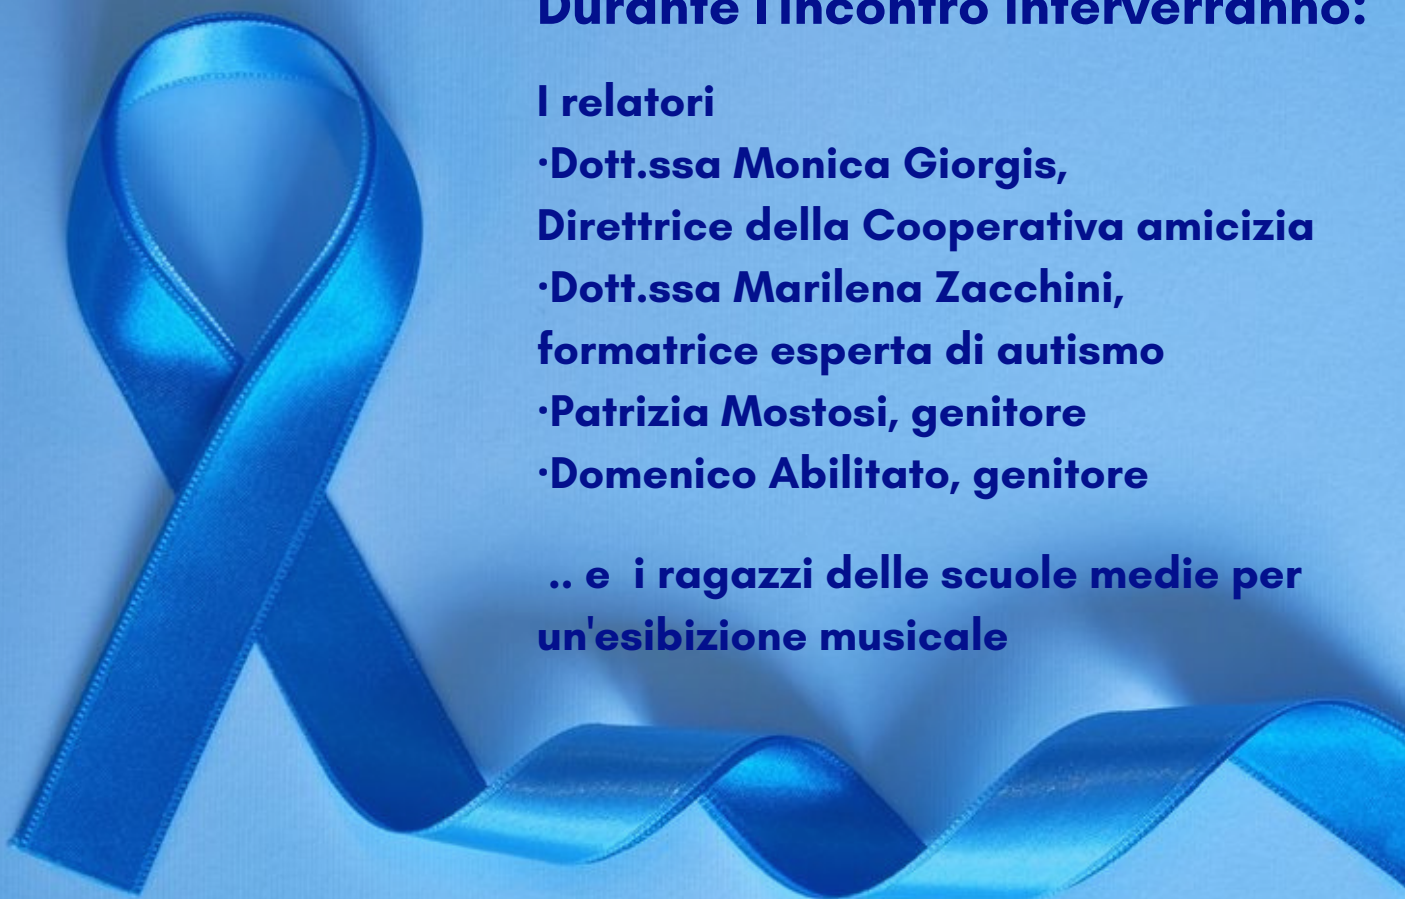 Durante l'incontro interverranno:
I relatori
·Dott.ssa Monica Giorgis,
Direttrice della Cooperativa amicizia
·Dott.ssa Marilena Zacchini,
formatrice esperta di autismo
·Patrizia Mostosi, genitore
·Domenico Abilitato, genitore
.. e  i ragazzi delle scuole medie per
un'esibizione musicale